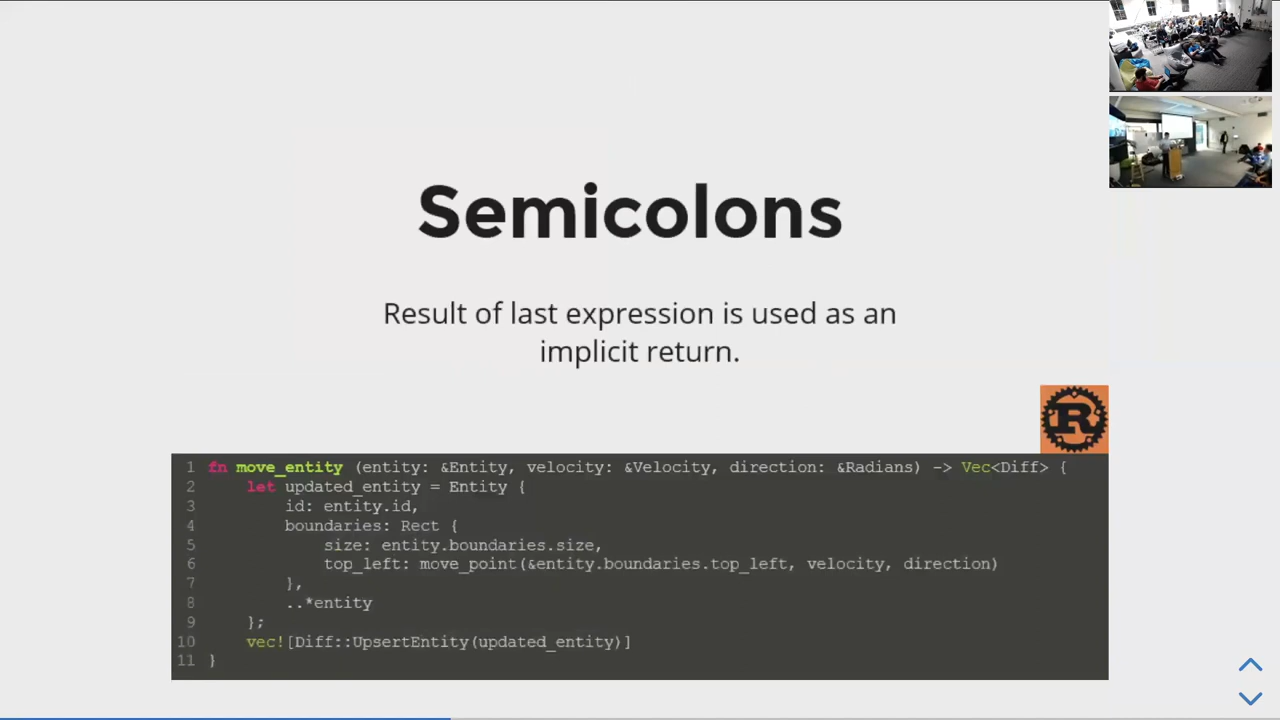 Semicolons
Result of last expression is used as an
implicit return.
R
1 fn move_entity (entity: &Entity, velocity: &Velocity, direction: &Radians) -> Vec<Diff> {
2     let updated_entity = Entity {
3         id: entity.id,
4         boundaries: Rect {
5             size: entity.boundaries.size,
6             top_left: move_point(&entity.boundaries.top_left, velocity, direction)
7         },
8         ..*entity
9     };
10     vec![Diff::UpsertEntity(updated_entity)]
11 }